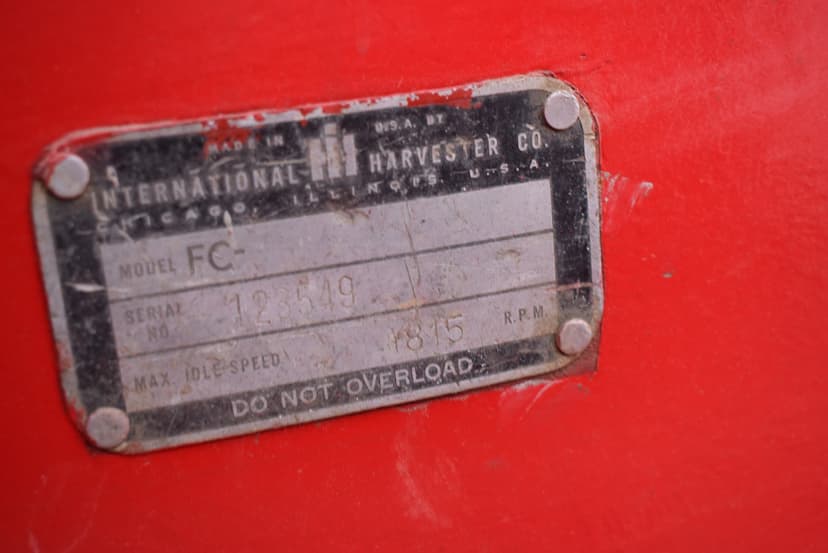 MADE IN U.S.A. BY
INTERNATIONAL IH HARVESTER CO.
CHICAGO, ILLINOIS, U.S.A.
MODEL FC-
SERIAL NO. 123549
MAX. IDLE SPEED 1815 R.P.M.
DO NOT OVERLOAD